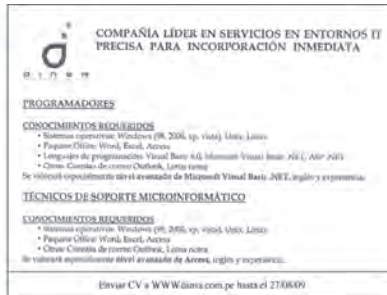 ainsa
COMPAÑÍA LÍDER EN SERVICIOS EN ENTORNOS IT
PRECISA PARA INCORPORACIÓN INMEDIATA
PROGRAMADORES
CONOCIMIENTOS REQUERIDOS
• Sistemas operativos: Windows (98, 2000, xp, vista), Unix, Linux
• Paquete Office: Word, Excel, Access
• Lenguajes de programación: Visual Basic 6.0, Microsoft Visual Basic .NET, ASP .NET
• Otros: Cuentas de correo Outlook, Lotus notes
Se valorará especialmente nivel avanzado de Microsoft Visual Basic .NET, inglés y experiencia.
TÉCNICOS DE SOPORTE MICROINFORMÁTICO
CONOCIMIENTOS REQUERIDOS
• Sistemas operativos: Windows (98, 2000, xp, vista), Unix, Linux
• Paquete Office: Word, Excel, Access
• Otros: Cuentas de correo Outlook, Lotus notes
Se valorará especialmente nivel avanzado de Access, inglés y experiencia.
Enviar CV a WWW.ainsa.com.pe hasta el 27/08/09